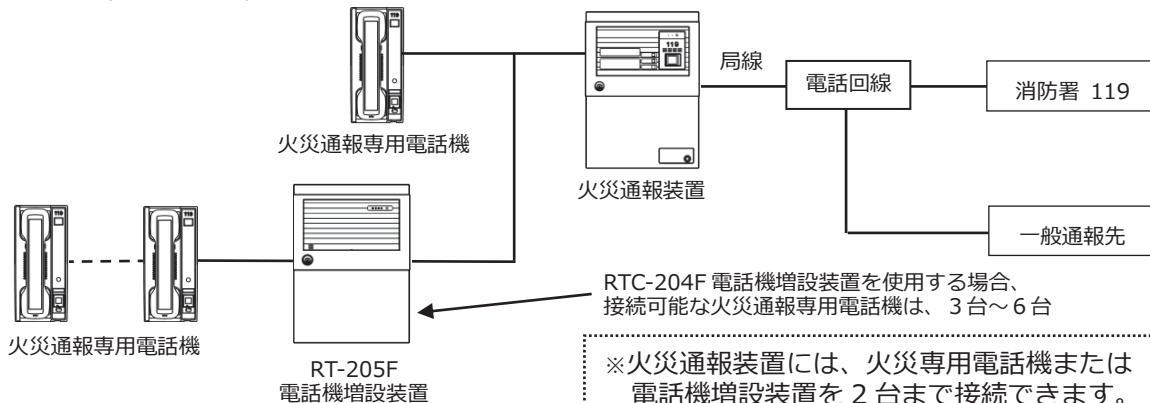 局線
電話回線
消防署 119
火災通報専用電話機
火災通報装置
一般通報先
RTC-204F 電話機増設装置を使用する場合、
接続可能な火災通報専用電話機は、３台～６台
火災通報専用電話機
RT-205F
電話機増設装置
※火災通報装置には、火災専用電話機または
電話機増設装置を 2 台まで接続できます。
119
119
119
119